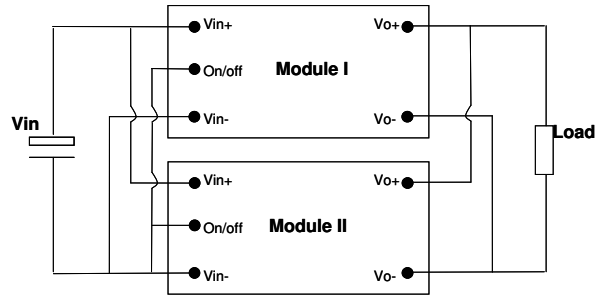 Vin+
Vo+
On/off
Module I
Vin-
Vo-
Vin
Load
Vin+
Vo+
On/off
Module II
Vin-
Vo-